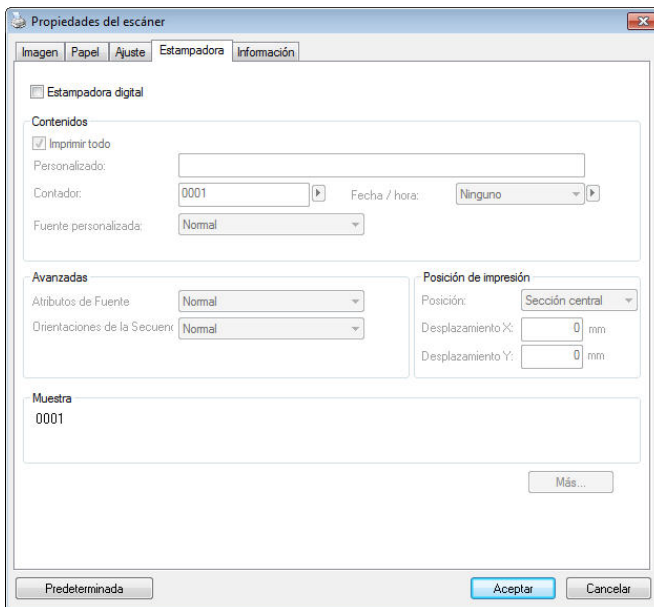 Propiedades del escáner
Imagen Papel Ajuste Estampadora Información
Estampadora digital
Contenidos
Imprimir todo
Personalizado:
Contador: 0001 Fecha / hora: Ninguno
Fuente personalizada: Normal
Avanzadas
Atributos de Fuente Normal
Orientaciones de la Secuenc Normal
Posición de impresión
Posición: Sección central
Desplazamiento X: 0 mm
Desplazamiento Y: 0 mm
Muestra
0001
Más...
Predeterminada Aceptar Cancelar